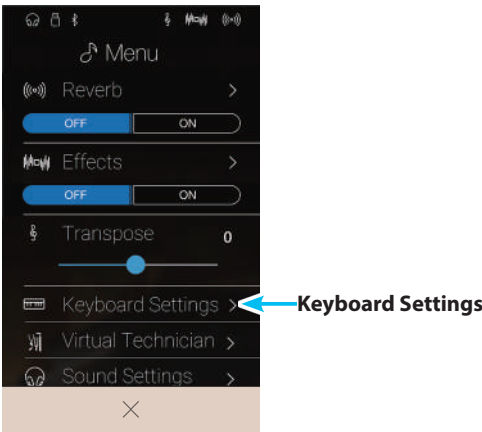 Menu
Reverb
OFF ON
Effects
OFF ON
Transpose 0
Keyboard Settings
Keyboard Settings
Virtual Technician
Sound Settings